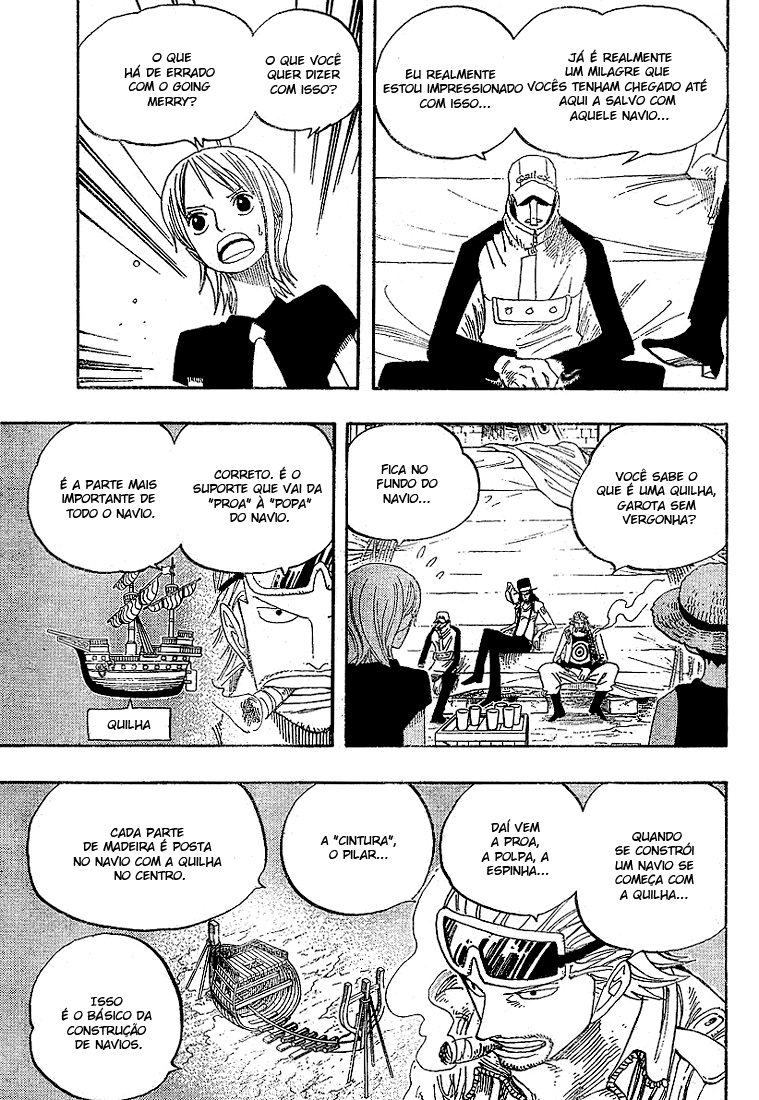 JÁ É REALMENTE
UM MILAGRE QUE
VOCÊS TENHAM CHEGADO ATÉ
AQUI A SALVO COM
AQUELE NAVIO...
EU REALMENTE
ESTOU IMPRESSIONADO
COM ISSO...
O QUE VOCÊ
QUER DIZER
COM ISSO?
O QUE
HÁ DE ERRADO
COM O GOING
MERRY?
VOCÊ SABE O
QUE É UMA QUILHA,
GAROTA SEM
VERGONHA?
FICA NO
FUNDO DO
NAVIO...
CORRETO. É O
SUPORTE QUE VAI DA
"PROA" À "POPA"
DO NAVIO.
É A PARTE MAIS
IMPORTANTE DE
TODO O NAVIO.
QUILHA
QUANDO
SE CONSTRÓI
UM NAVIO SE
COMEÇA COM
A QUILHA...
DAÍ VEM
A PROA,
A POLPA, A
ESPINHA...
A "CINTURA",
O PILAR...
CADA PARTE
DE MADEIRA É POSTA
NO NAVIO COM A QUILHA
NO CENTRO.
ISSO
É O BÁSICO DA
CONSTRUÇÃO
DE NAVIOS.